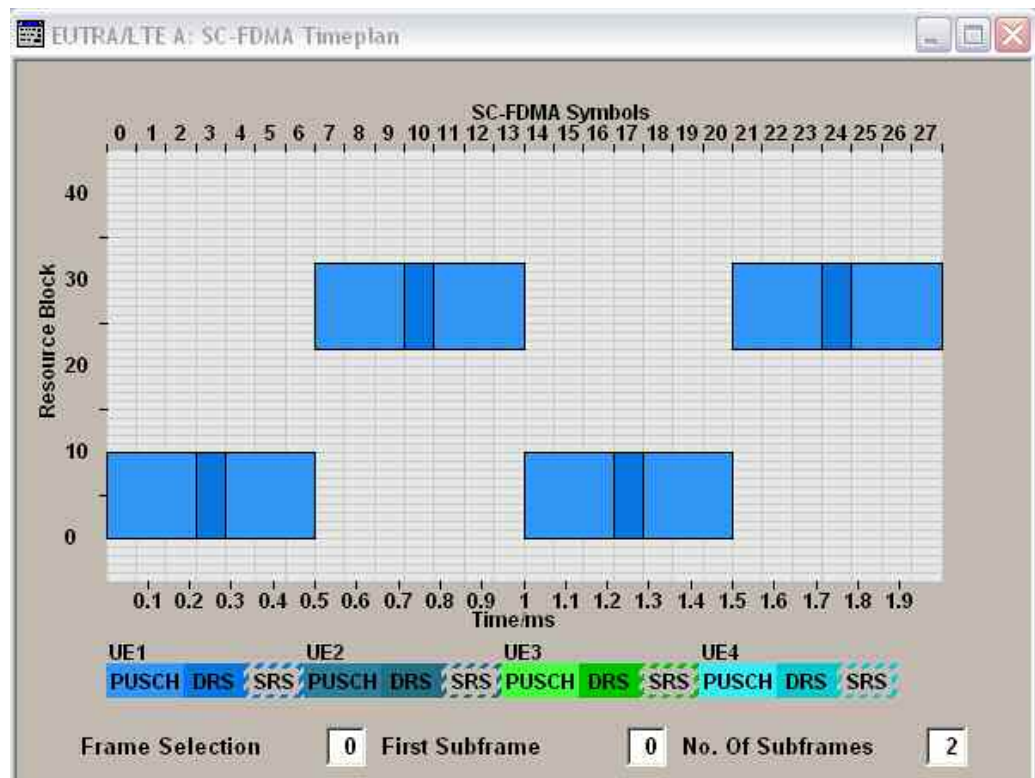 EUTRA/LTE A: SC-FDMA Timeplan
SC-FDMA Symbols
0 1 2 3 4 5 6 7 8 9 10 11 12 13 14 15 16 17 18 19 20 21 22 23 24 25 26 27
40
30
20
10
0
Resource Block
0.1 0.2 0.3 0.4 0.5 0.6 0.7 0.8 0.9 1 1.1 1.2 1.3 1.4 1.5 1.6 1.7 1.8 1.9
Time/ms
UE1 UE2 UE3 UE4
PUSCH DRS SRS PUSCH DRS SRS PUSCH DRS SRS PUSCH DRS SRS
Frame Selection 0 First Subframe 0 No. Of Subframes 2